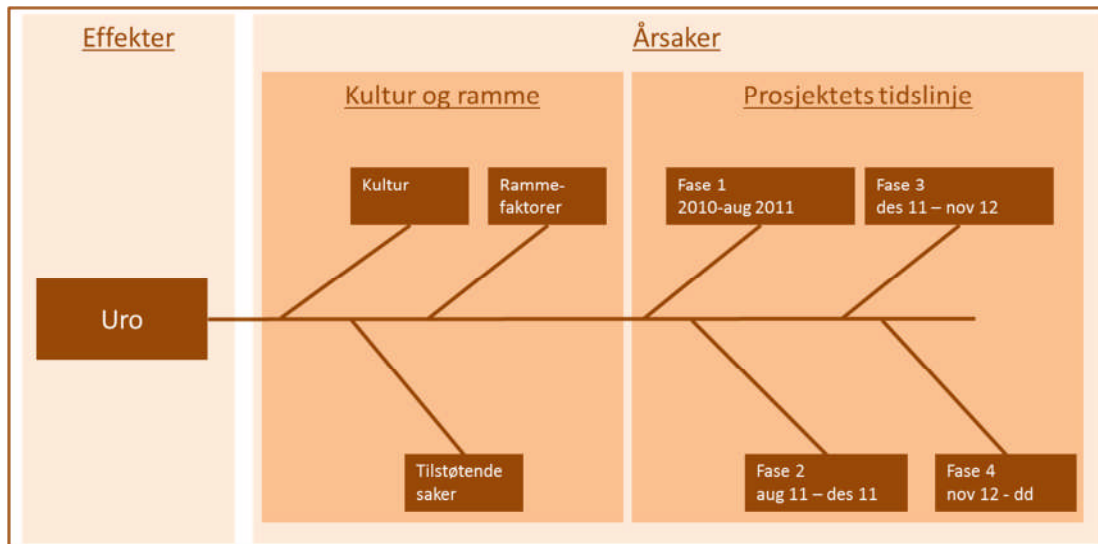 Effekter
Årsaker
Kultur og ramme
Prosjektets tidslinje
Kultur
Ramme-
faktorer
Fase 1
2010-aug 2011
Fase 3
des 11 – nov 12
Uro
Tilstøtende
saker
Fase 2
aug 11 – des 11
Fase 4
nov 12 - dd